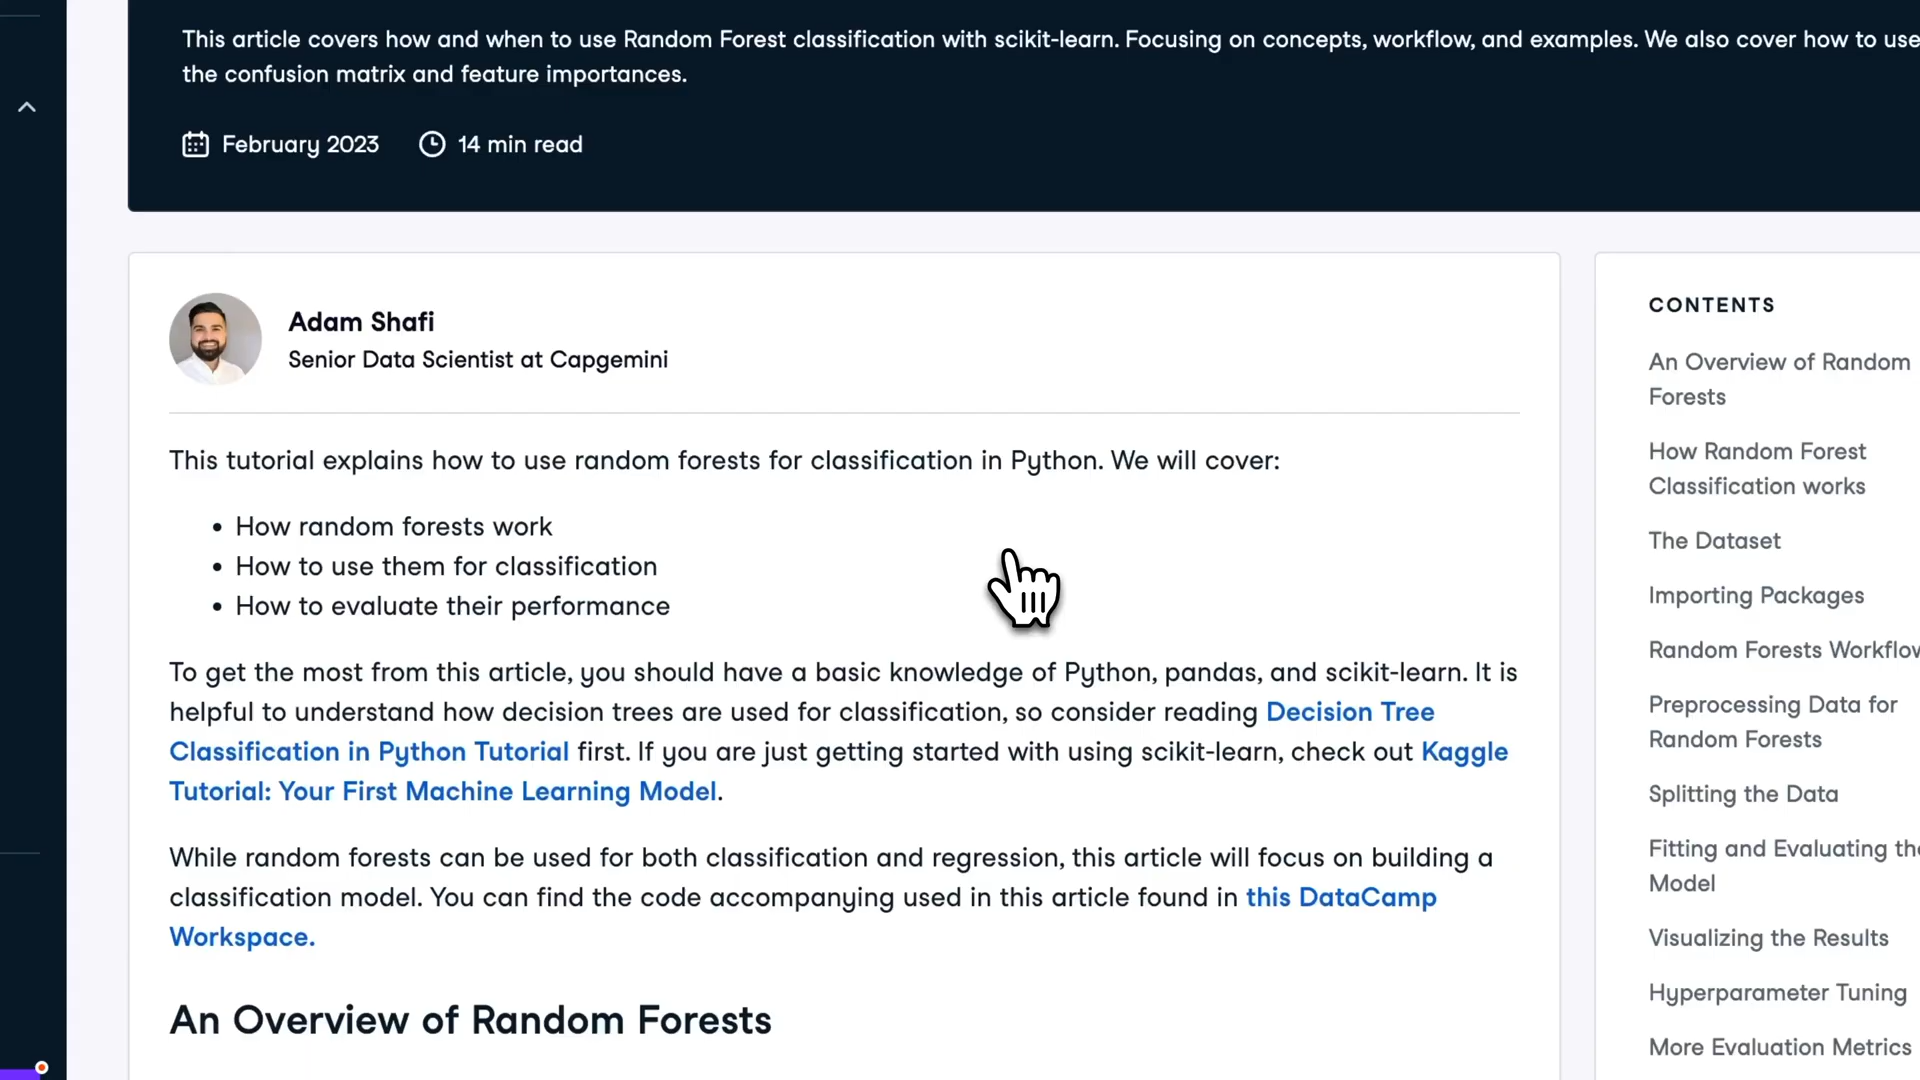 This article covers how and when to use Random Forest classification with scikit-learn. Focusing on concepts, workflow, and examples. We also cover how to use
the confusion matrix and feature importances.
February 2023
14 min read
Adam Shafi
Senior Data Scientist at Capgemini
This tutorial explains how to use random forests for classification in Python. We will cover:
• How random forests work
• How to use them for classification
• How to evaluate their performance
To get the most from this article, you should have a basic knowledge of Python, pandas, and scikit-learn. It is
helpful to understand how decision trees are used for classification, so consider reading Decision Tree
Classification in Python Tutorial first. If you are just getting started with using scikit-learn, check out Kaggle
Tutorial: Your First Machine Learning Model.
While random forests can be used for both classification and regression, this article will focus on building a
classification model. You can find the code accompanying used in this article found in this DataCamp
Workspace.
An Overview of Random Forests
CONTENTS
An Overview of Random
Forests
How Random Forest
Classification works
The Dataset
Importing Packages
Random Forests Workflow
Preprocessing Data for
Random Forests
Splitting the Data
Fitting and Evaluating the
Model
Visualizing the Results
Hyperparameter Tuning
More Evaluation Metrics